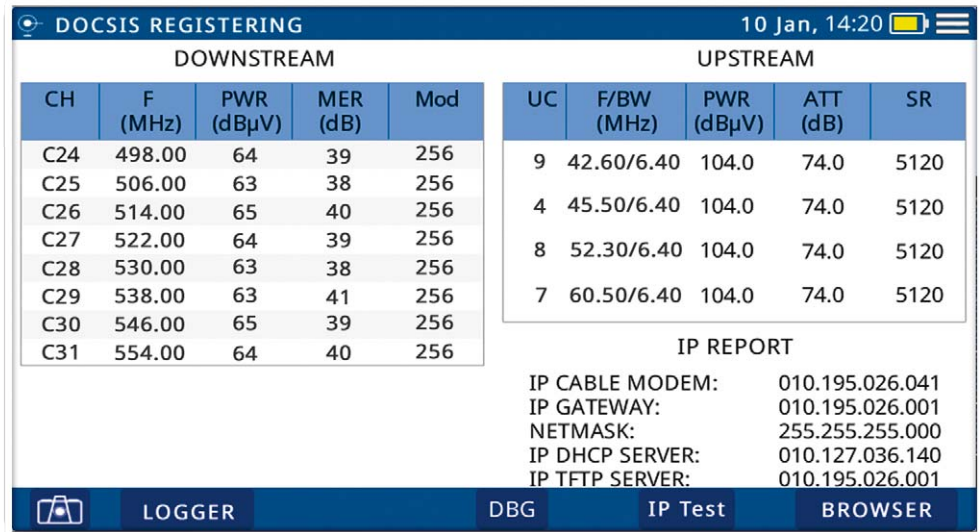 DOCSIS REGISTERING 10 Jan, 14:20
DOWNSTREAM
CH F (MHz) PWR (dBµV) MER (dB) Mod
C24 498.00 64 39 256
C25 506.00 63 38 256
C26 514.00 65 40 256
C27 522.00 64 39 256
C28 530.00 63 38 256
C29 538.00 63 41 256
C30 546.00 65 39 256
C31 554.00 64 40 256
UPSTREAM
UC F/BW (MHz) PWR (dBµV) ATT (dB) SR
9 42.60/6.40 104.0 74.0 5120
4 45.50/6.40 104.0 74.0 5120
8 52.30/6.40 104.0 74.0 5120
7 60.50/6.40 104.0 74.0 5120
IP REPORT
IP CABLE MODEM: 010.195.026.041
IP GATEWAY: 010.195.026.001
NETMASK: 255.255.255.000
IP DHCP SERVER: 010.127.036.140
IP TFTP SERVER: 010.195.026.001
LOGGER DBG IP Test BROWSER